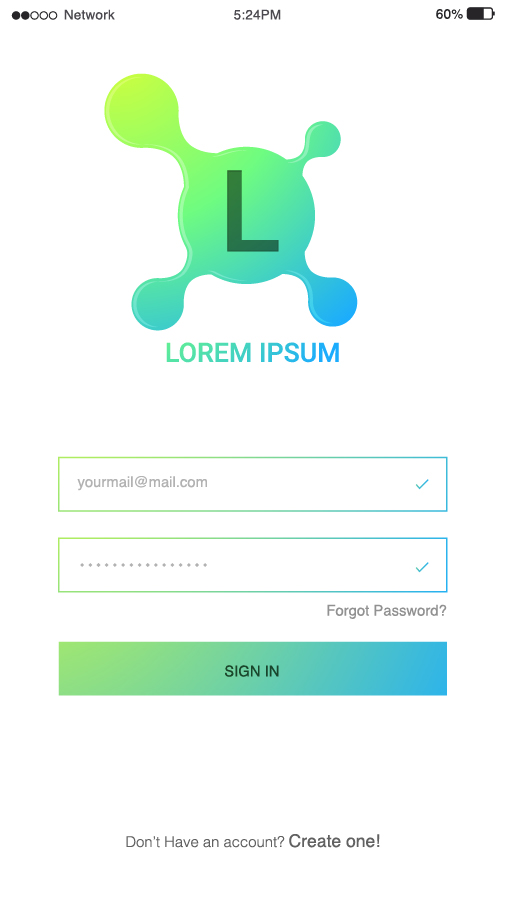 Network 5:24PM 60%
L
LOREM IPSUM
yourmail@mail.com
Forgot Password?
SIGN IN
Don't Have an account? Create one!